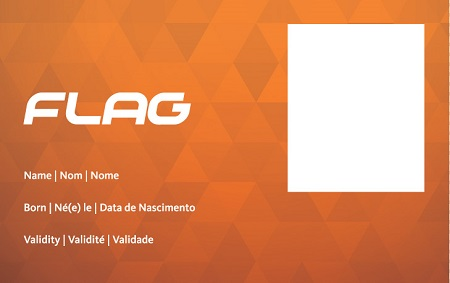 FLAG
Name | Nom | Nome
Born | Né(e) le | Data de Nascimento
Validity | Validité | Validade